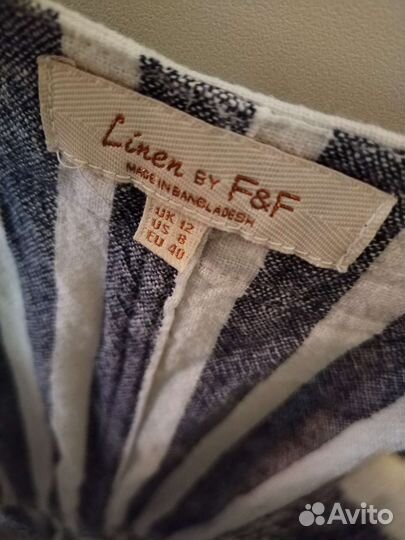 Linen BY F&F
MADE IN BANGLADESH
UK 12
US 8
EU 40
Avito